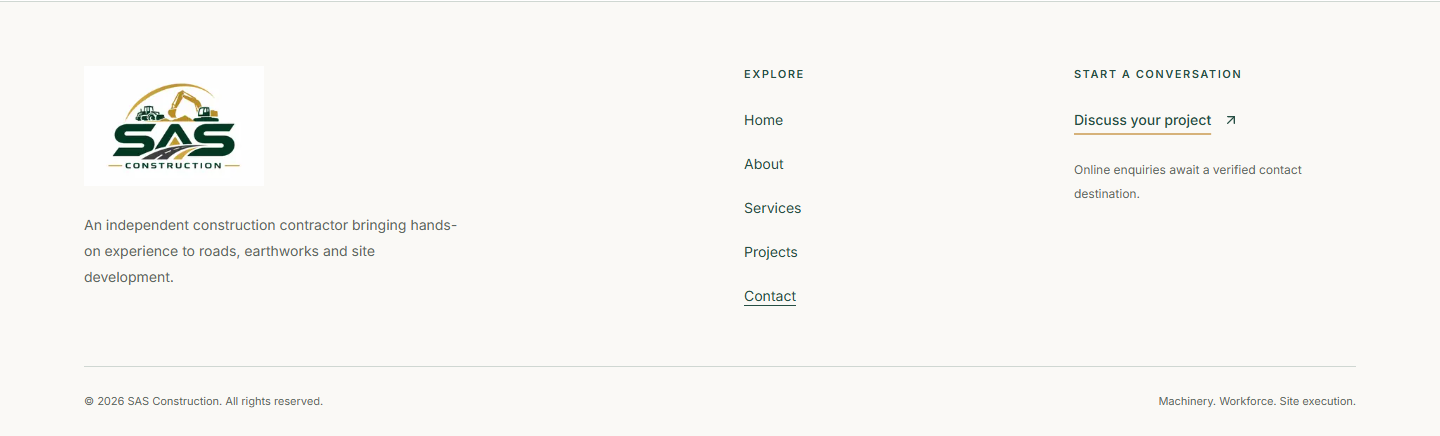 SAS
CONSTRUCTION
An independent construction contractor bringing hands-
on experience to roads, earthworks and site
development.
EXPLORE
Home
About
Services
Projects
Contact
START A CONVERSATION
Discuss your project
Online enquiries await a verified contact
destination.
© 2026 SAS Construction. All rights reserved.
Machinery. Workforce. Site execution.